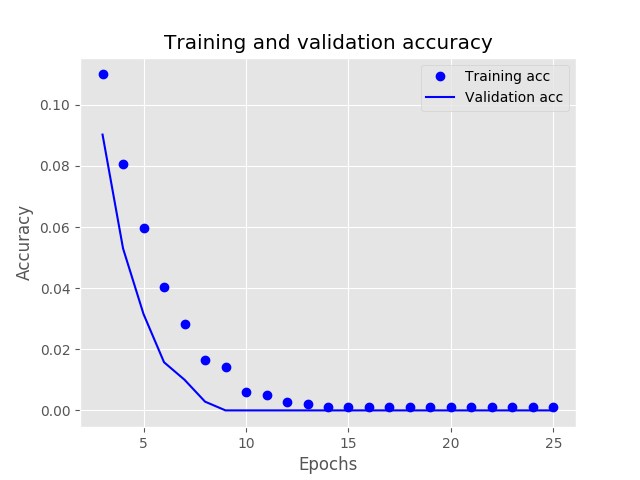 Training and validation accuracy
Training acc
Validation acc
0.10
0.08
0.06
0.04
0.02
0.00
Accuracy
5 10 15 20 25
Epochs